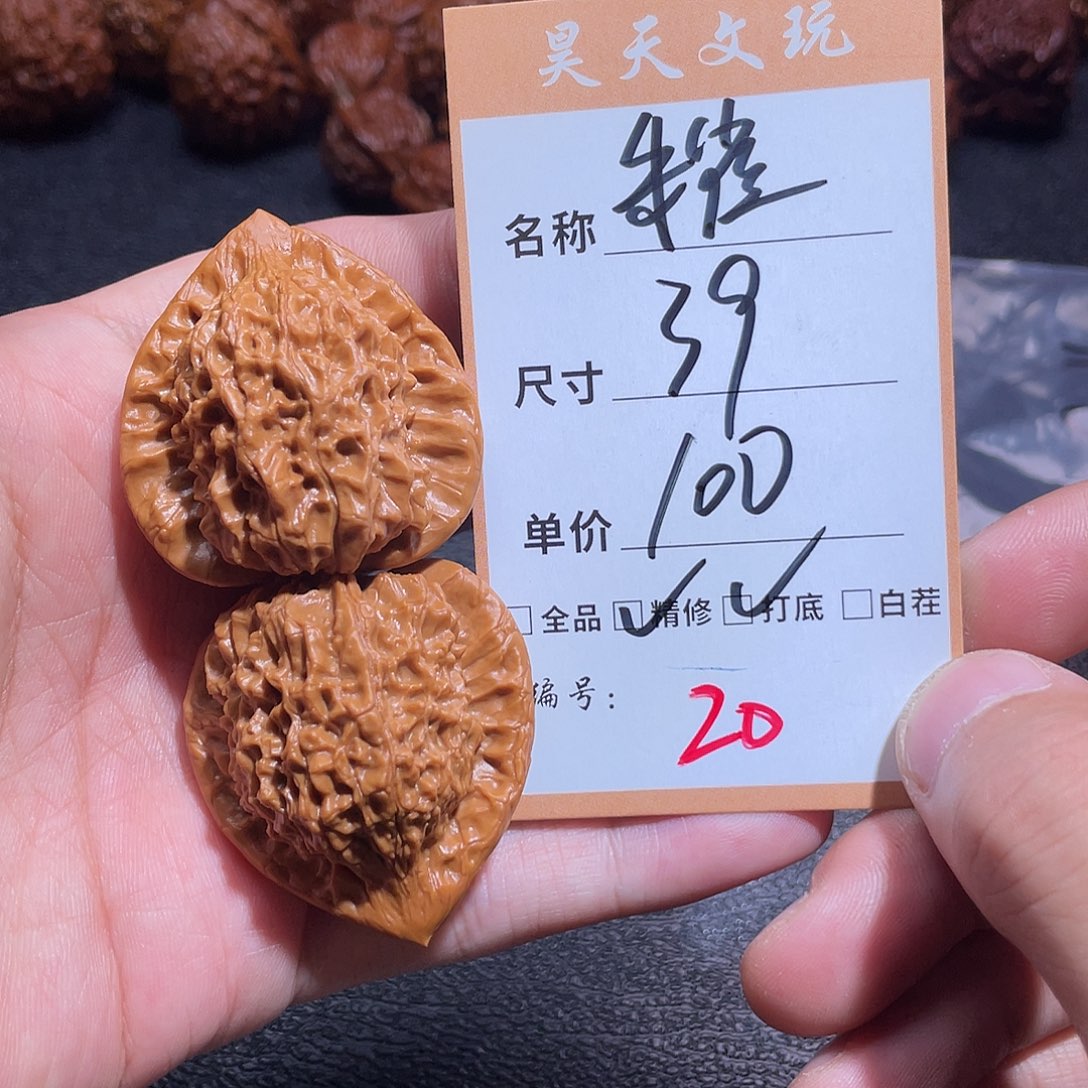 昊天文玩
名称
尺寸 39
单价 100
□全品 ☑精修 ☑打底 □白茬
编号: 20